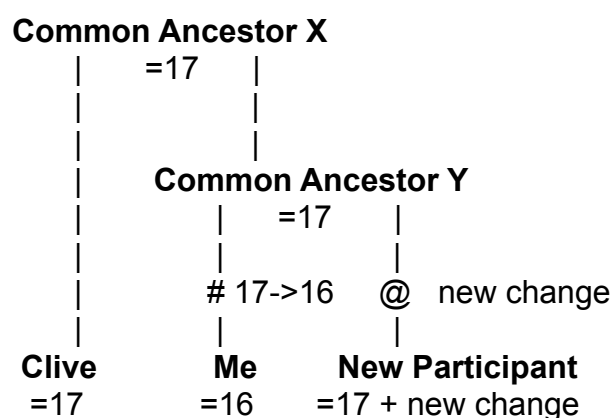 Common Ancestor X
| =17 |
| |
| |
| Common Ancestor Y
| | =17 |
| | |
| # 17->16 @ new change
| | |
Clive Me New Participant
=17 =16 =17 + new change